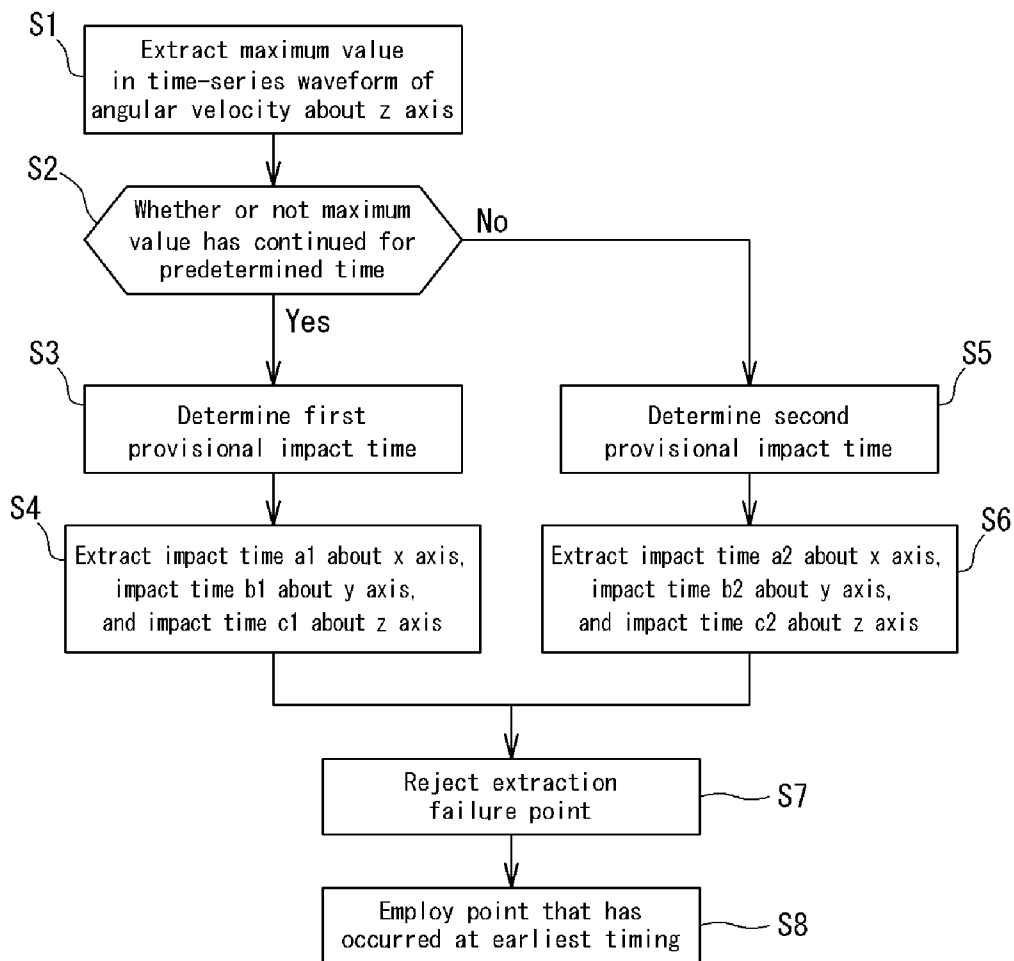 S1
Extract maximum value
in time-series waveform of
angular velocity about z axis
S2
Whether or not maximum
value has continued for
predetermined time
No
Yes
S3
Determine first
provisional impact time
S5
Determine second
provisional impact time
S4
Extract impact time a1 about x axis,
impact time b1 about y axis,
and impact time c1 about z axis
S6
Extract impact time a2 about x axis,
impact time b2 about y axis,
and impact time c2 about z axis
Reject extraction
failure point
S7
Employ point that has
occurred at earliest timing
S8